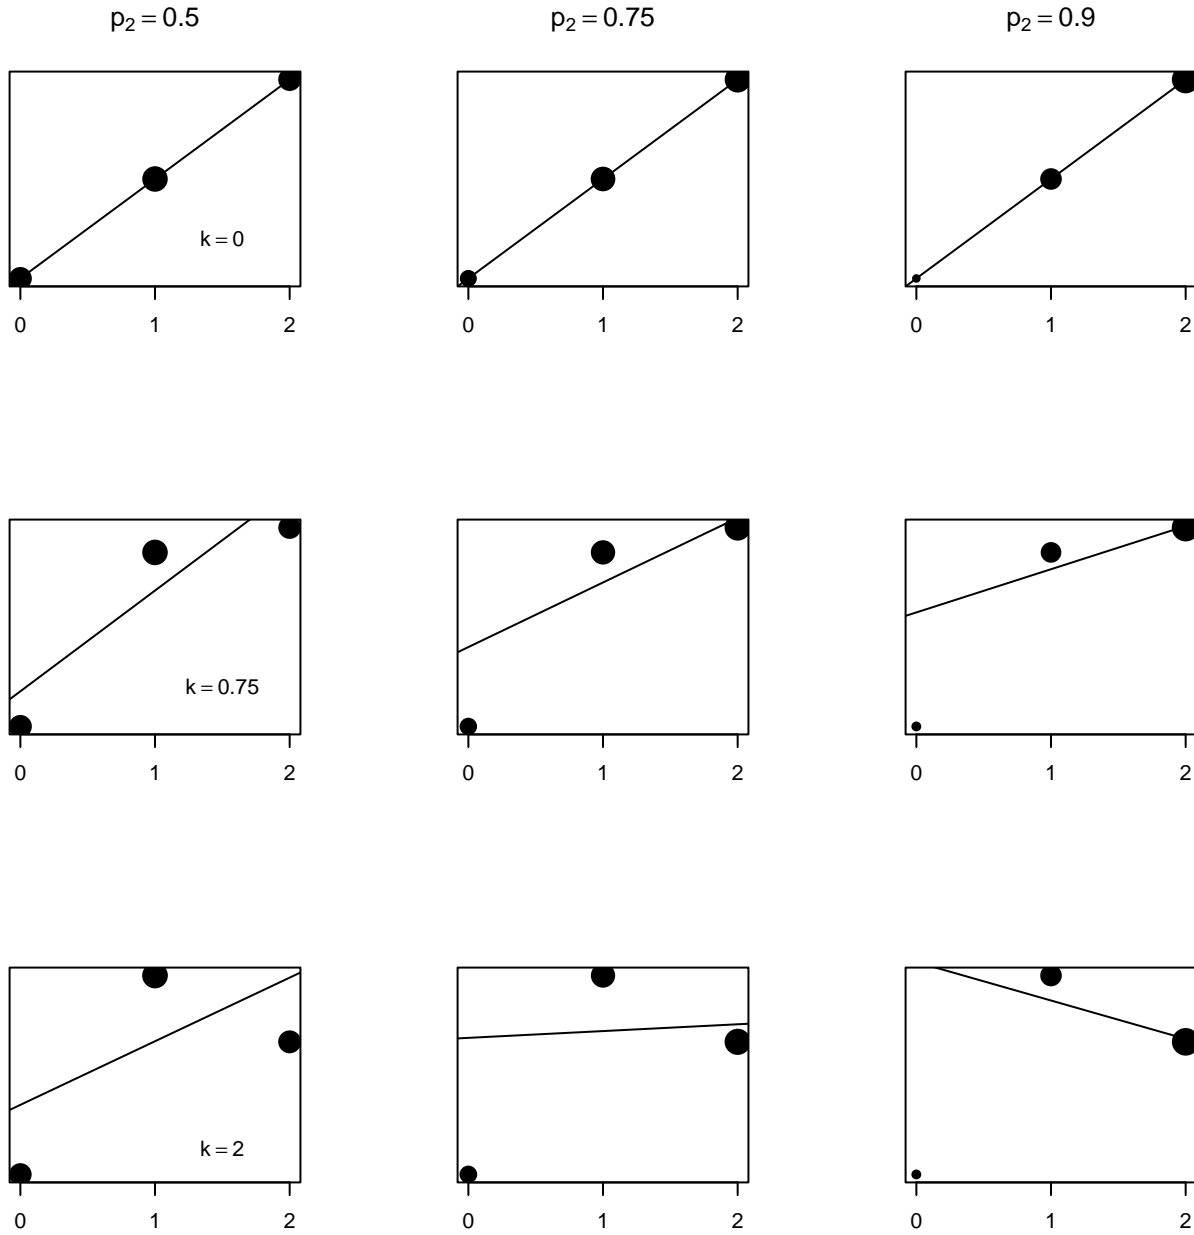 p₂ = 0.5 p₂ = 0.75 p₂ = 0.9
k = 0
0 1 2 0 1 2 0 1 2
k = 0.75
0 1 2 0 1 2 0 1 2
k = 2
0 1 2 0 1 2 0 1 2